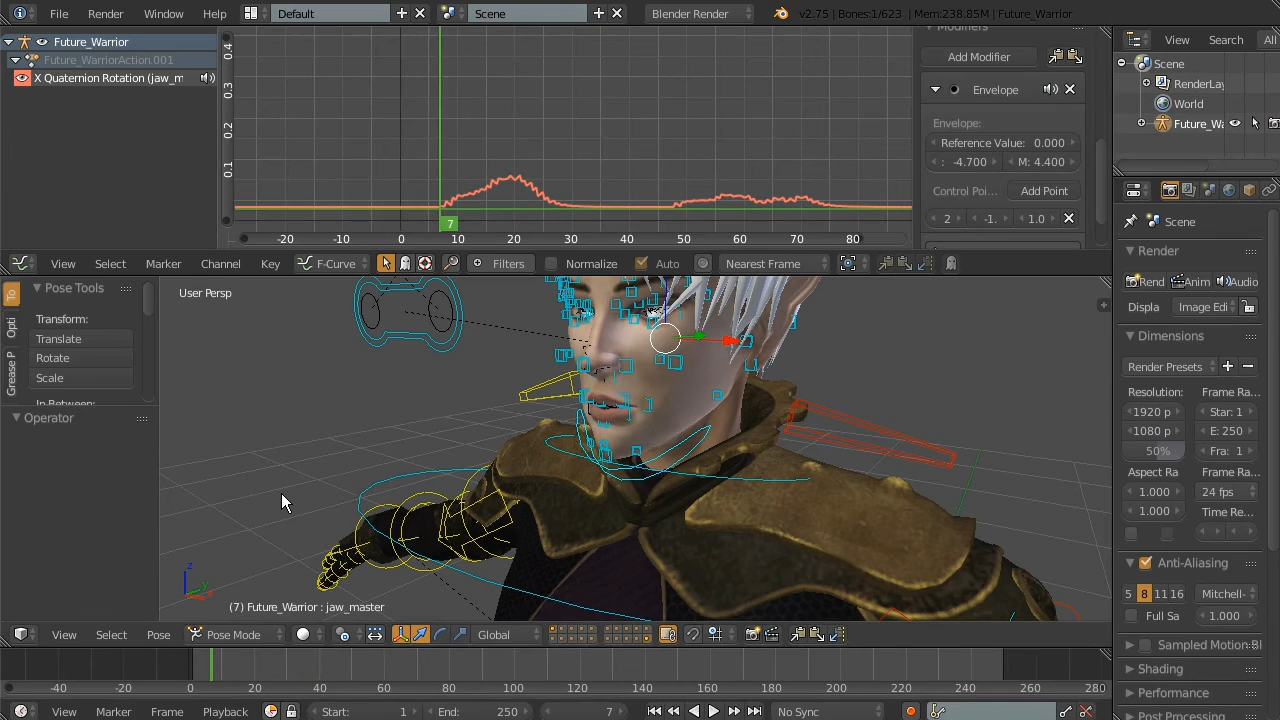 File Render Window Help Default Scene Blender Render v2.75 | Bones:1/623 | Mem:238.85M | Future_Warrior
Future_Warrior
Future_WarriorAction.001
X Quaternion Rotation (jaw_m
0.4
0.3
0.2
0.1
7
-20 -10 0 10 20 30 40 50 60 70 80
Modifiers
Add Modifier
Envelope
Envelope:
Reference Value: 0.000
: -4.700 M: 4.400
Control Poi... Add Point
2 -1. 1.0
View Select Marker Channel Key F-Curve Filters Normalize Auto Nearest Frame
View Search All
Scene
RenderLay
World
Future_Wa
Pose Tools
Transform:
Translate
Rotate
Scale
In-Between:
Operator
To
Opti
Grease P
User Persp
(7) Future_Warrior : jaw_master
z
y
View Select Pose Pose Mode Global
-40 -20 0 20 40 60 80 100 120 140 160 180 200 220 240 260 280
View Marker Frame Playback Start: 1 End: 250 7 No Sync
Scene
Render
Render Anim Audio
Displa Image Edi
Dimensions
Render Presets
Resolution: Frame Ra...
1920 p Star: 1
1080 p E: 250
50% Fra: 1
Aspect Ra Frame Ra...
1.000 24 fps
1.000 Time Re...
Anti-Aliasing
5 8 11 16 Mitchell-
Full Sa 1.000
Sampled Motion Bl
Shading
Performance
Post Processing